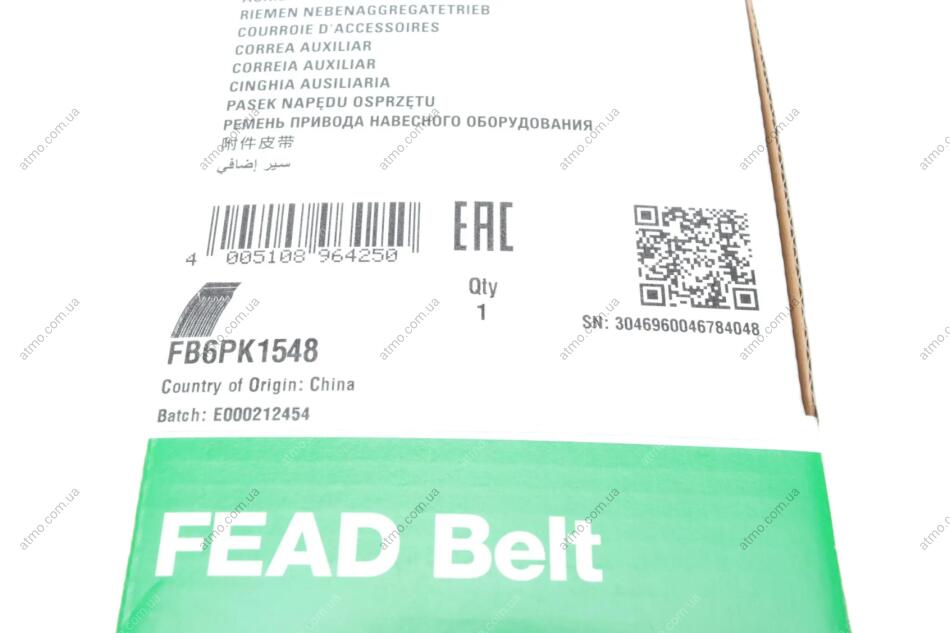 RIEMEN NEBENAGGREGATETRIEB
COURROIE D'ACCESSOIRES
CORREA AUXILIAR
CORREIA AUXILIAR
CINGHIA AUSILIARIA
PASEK NAPĘDU OSPRZĘTU
РЕМЕНЬ ПРИВОДА НАВЕСНОГО ОБОРУДОВАНИЯ
附件皮带
سير إضافي
4 005108 964250
EAC
Qty
1
SN: 3046960046784048
FB6PK1548
Country of Origin: China
Batch: E000212454
FEAD Belt
atmo.com.ua